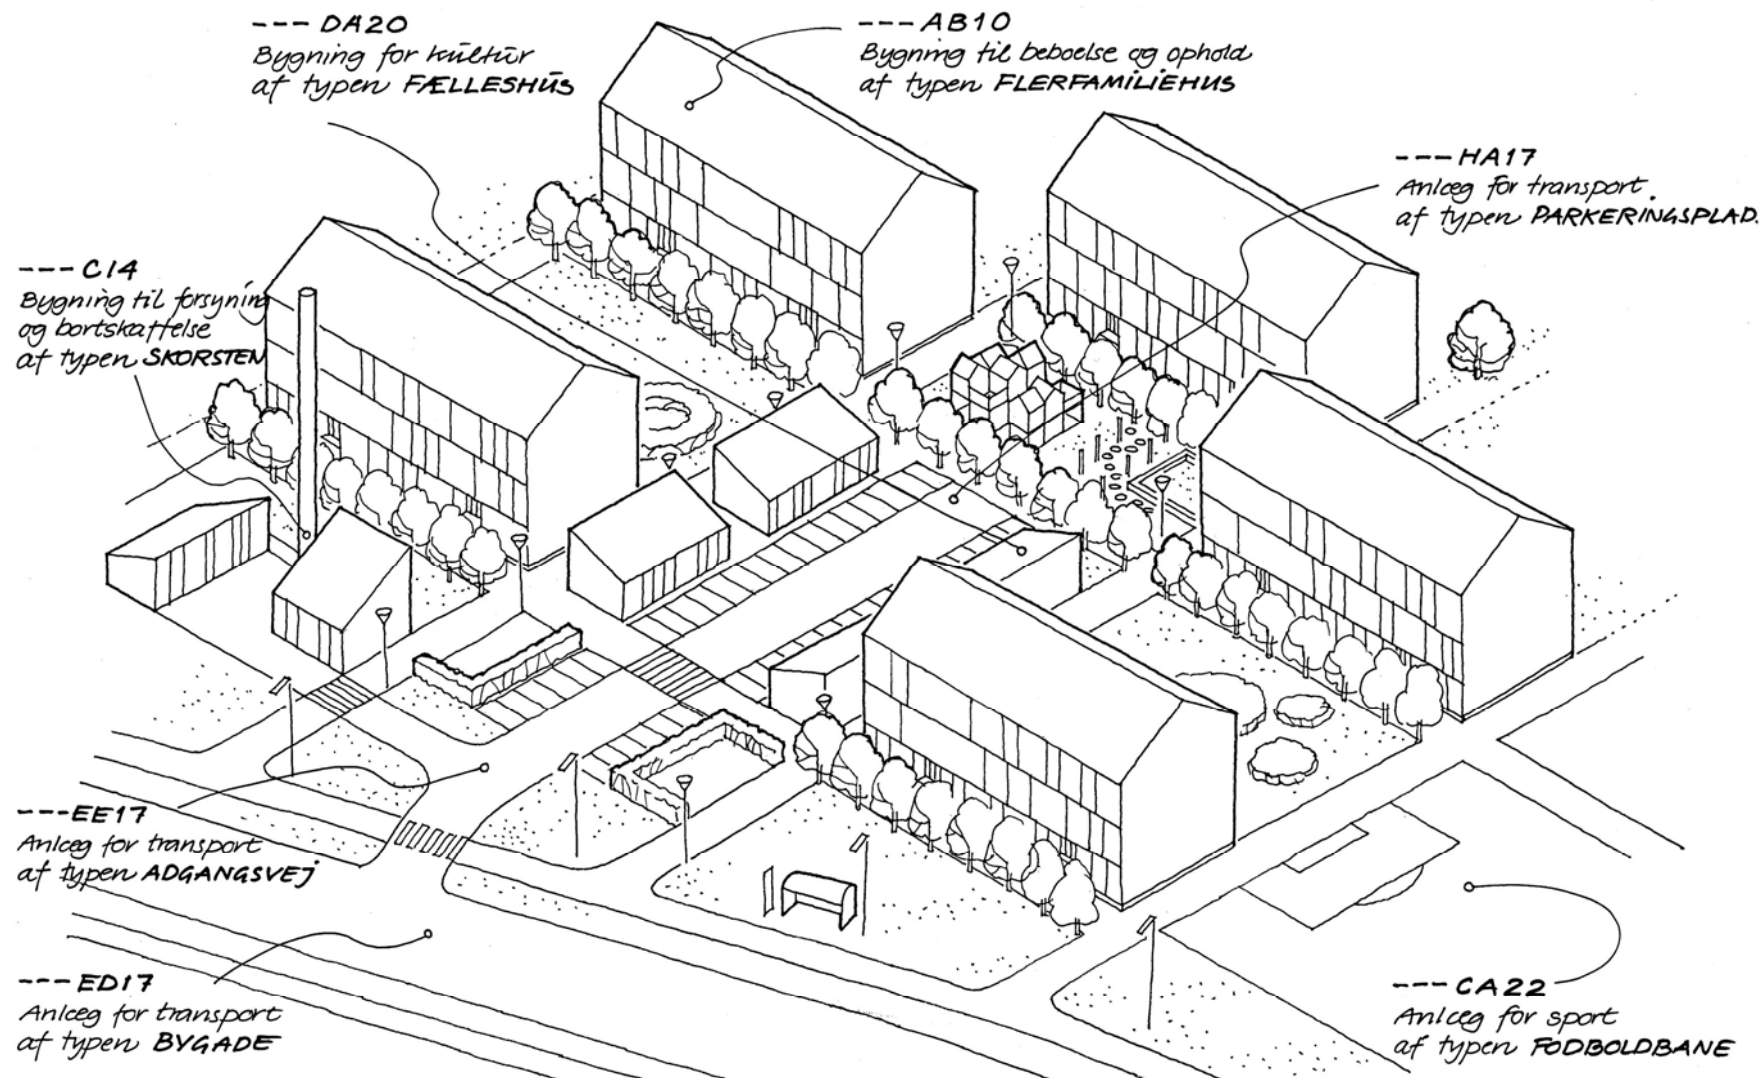 --- DA20
Bygning for kultur
af typen FÆLLESHUS
--- AB10
Bygning til beboelse og ophold
af typen FLERFAMILIEHUS
--- HA17
Anlæg for transport
af typen PARKERINGSPLAD.
--- C14
Bygning til forsyning
og bortskaffelse
af typen SKORSTEN
--- EE17
Anlæg for transport
af typen ADGANGSVEJ
--- ED17
Anlæg for transport
af typen BYGADE
--- CA22
Anlæg for sport
af typen FODBOLDBANE